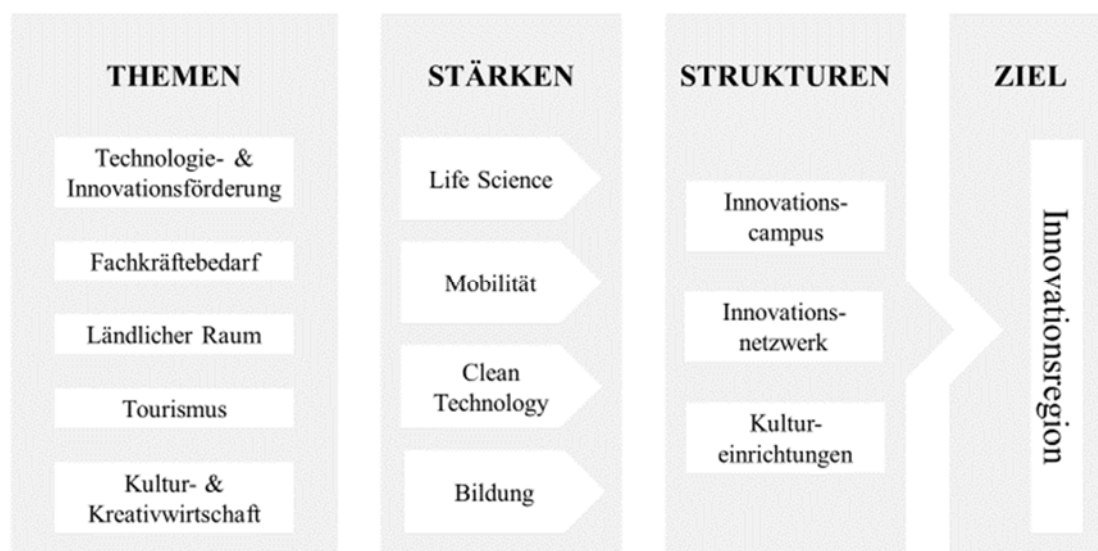 THEMEN
Technologie- &
Innovationsförderung
Fachkräftebedarf
Ländlicher Raum
Tourismus
Kultur- &
Kreativwirtschaft
STÄRKEN
Life Science
Mobilität
Clean
Technology
Bildung
STRUKTUREN
Innovations-
campus
Innovations-
netzwerk
Kultur-
einrichtungen
ZIEL
Innovationsregion